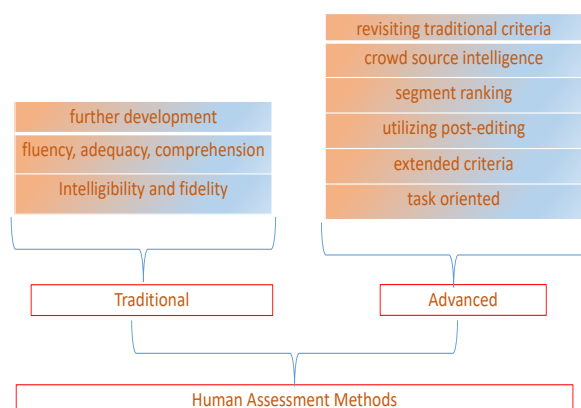 revisiting traditional criteria
crowd source intelligence
segment ranking
utilizing post-editing
extended criteria
task oriented
further development
fluency, adequacy, comprehension
Intelligibility and fidelity
Traditional
Advanced
Human Assessment Methods